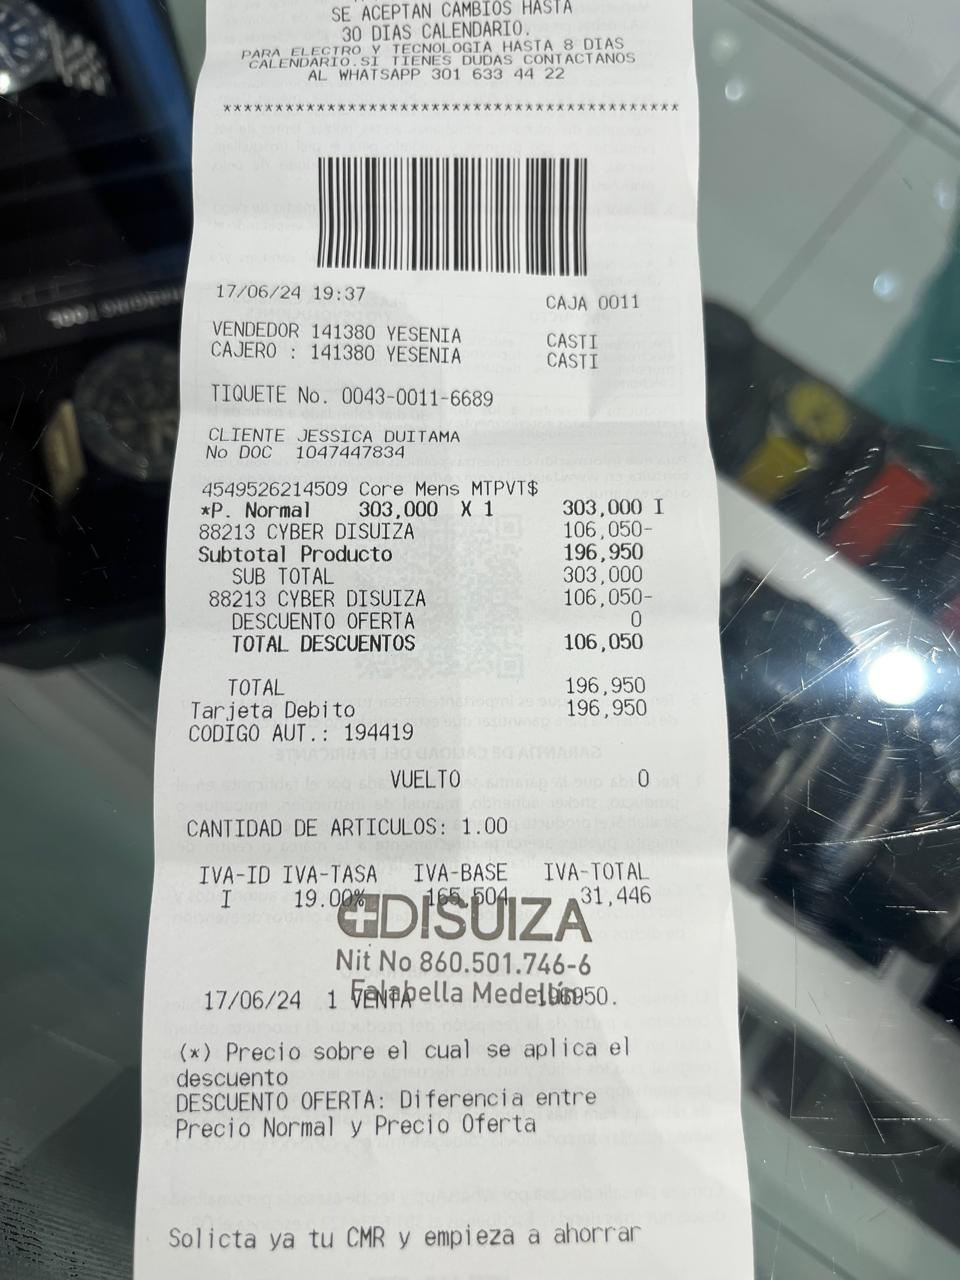 SE ACEPTAN CAMBIOS HASTA
30 DIAS CALENDARIO.
PARA ELECTRO Y TECNOLOGIA HASTA 8 DIAS
CALENDARIO.SI TIENES DUDAS CONTACTANOS
AL WHATSAPP 301 633 44 22
********************************************
17/06/24 19:37 CAJA 0011
VENDEDOR 141380 YESENIA CASTI
CAJERO : 141380 YESENIA CASTI
TIQUETE No. 0043-0011-6689
CLIENTE JESSICA DUITAMA
No DOC 1047447834
4549526214509 Core Mens MTPVT$
*P. Normal 303,000 X 1 303,000 I
88213 CYBER DISUIZA 106,050-
Subtotal Producto 196,950
SUB TOTAL 303,000
88213 CYBER DISUIZA 106,050-
DESCUENTO OFERTA 0
TOTAL DESCUENTOS 106,050
TOTAL 196,950
Tarjeta Debito 196,950
CODIGO AUT.: 194419
VUELTO 0
CANTIDAD DE ARTICULOS: 1.00
IVA-ID IVA-TASA IVA-BASE IVA-TOTAL
I 19.00% 165,504 31,446
DISUIZA
Nit No 860.501.746-6
Falabella Medellín
17/06/24 1 VENTA 196950.
(*) Precio sobre el cual se aplica el
descuento
DESCUENTO OFERTA: Diferencia entre
Precio Normal y Precio Oferta
Solicta ya tu CMR y empieza a ahorrar